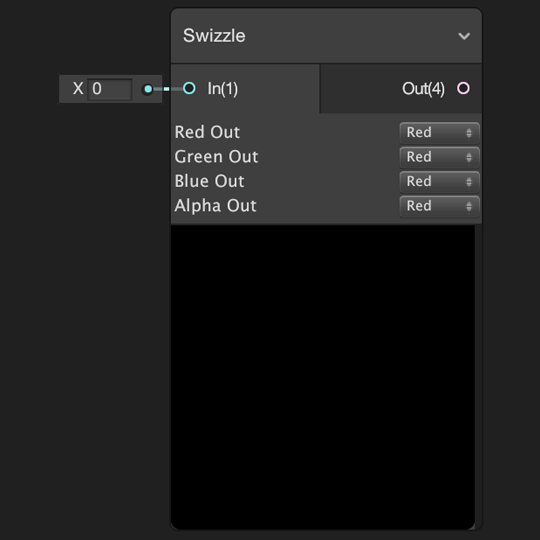 Swizzle
X 0 In(1) Out(4)
Red Out Red
Green Out Red
Blue Out Red
Alpha Out Red